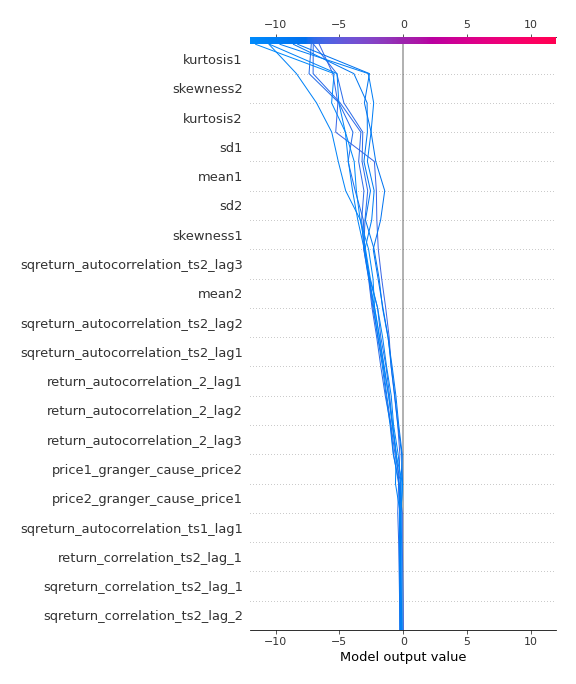 −10 −5 0 5 10
kurtosis1
skewness2
kurtosis2
sd1
mean1
sd2
skewness1
sqreturn_autocorrelation_ts2_lag3
mean2
sqreturn_autocorrelation_ts2_lag2
sqreturn_autocorrelation_ts2_lag1
return_autocorrelation_2_lag1
return_autocorrelation_2_lag2
return_autocorrelation_2_lag3
price1_granger_cause_price2
price2_granger_cause_price1
sqreturn_autocorrelation_ts1_lag1
return_correlation_ts2_lag_1
sqreturn_correlation_ts2_lag_1
sqreturn_correlation_ts2_lag_2
−10 −5 0 5 10
Model output value